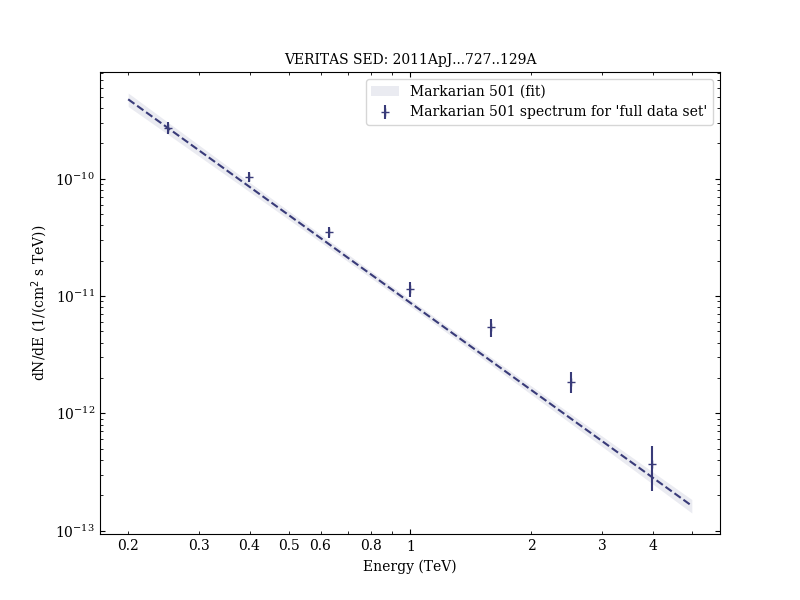 VERITAS SED: 2011ApJ...727..129A
Markarian 501 (fit)
Markarian 501 spectrum for 'full data set'
dN/dE (1/(cm² s TeV))
10⁻¹⁰
10⁻¹¹
10⁻¹²
10⁻¹³
0.2 0.3 0.4 0.5 0.6 0.8 1 2 3 4
Energy (TeV)